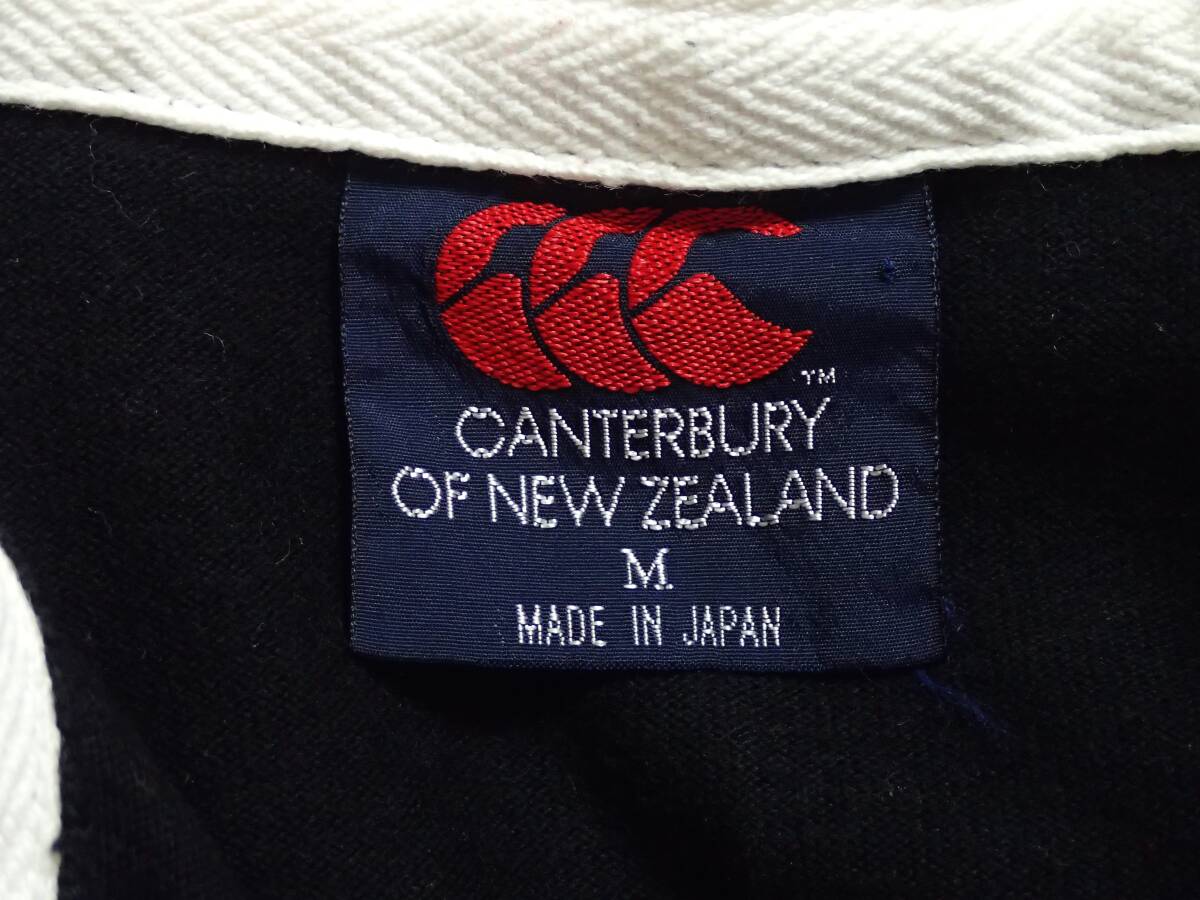 TM
CANTERBURY
OF NEW ZEALAND
M.
MADE IN JAPAN